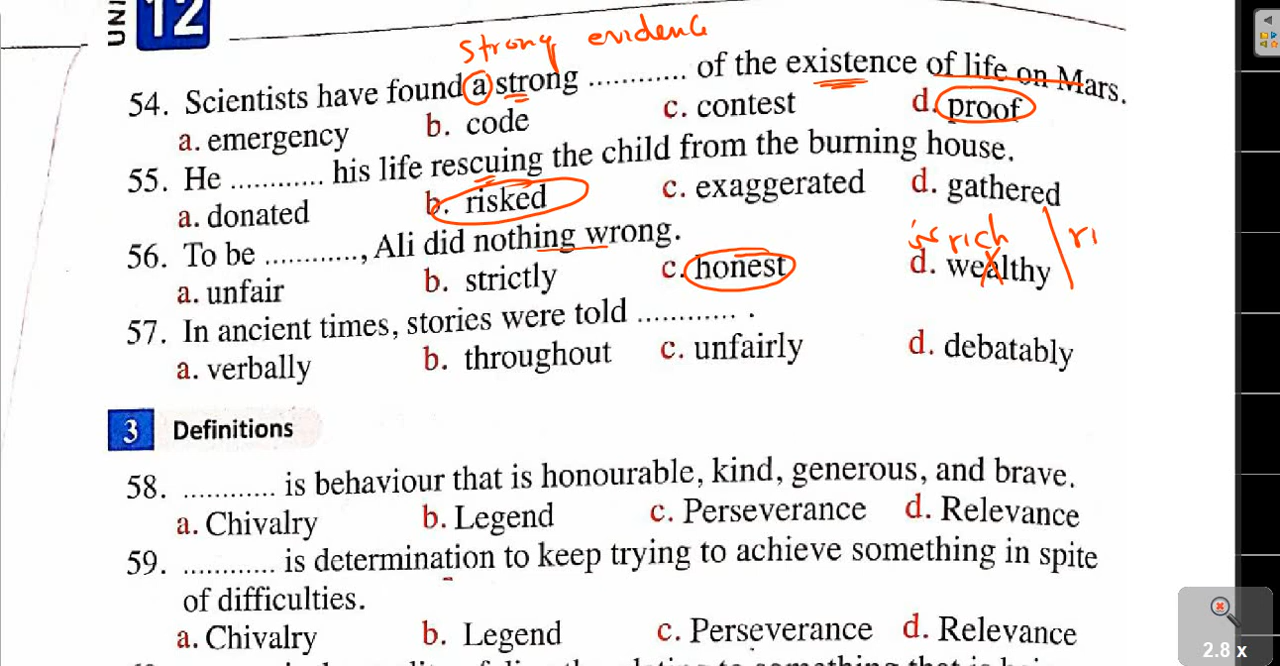 UNI
12
strong evidence
54. Scientists have found a strong ............ of the existence of life on Mars.
a. emergency b. code c. contest d. proof
55. He ............ his life rescuing the child from the burning house.
a. donated b. risked c. exaggerated d. gathered
56. To be ............, Ali did nothing wrong.
rich
a. unfair b. strictly c. honest d. wealthy
57. In ancient times, stories were told ............ .
a. verbally b. throughout c. unfairly d. debatably
3 Definitions
58. ............ is behaviour that is honourable, kind, generous, and brave.
a. Chivalry b. Legend c. Perseverance d. Relevance
59. ............ is determination to keep trying to achieve something in spite
of difficulties.
a. Chivalry b. Legend c. Perseverance d. Relevance
2.8 x